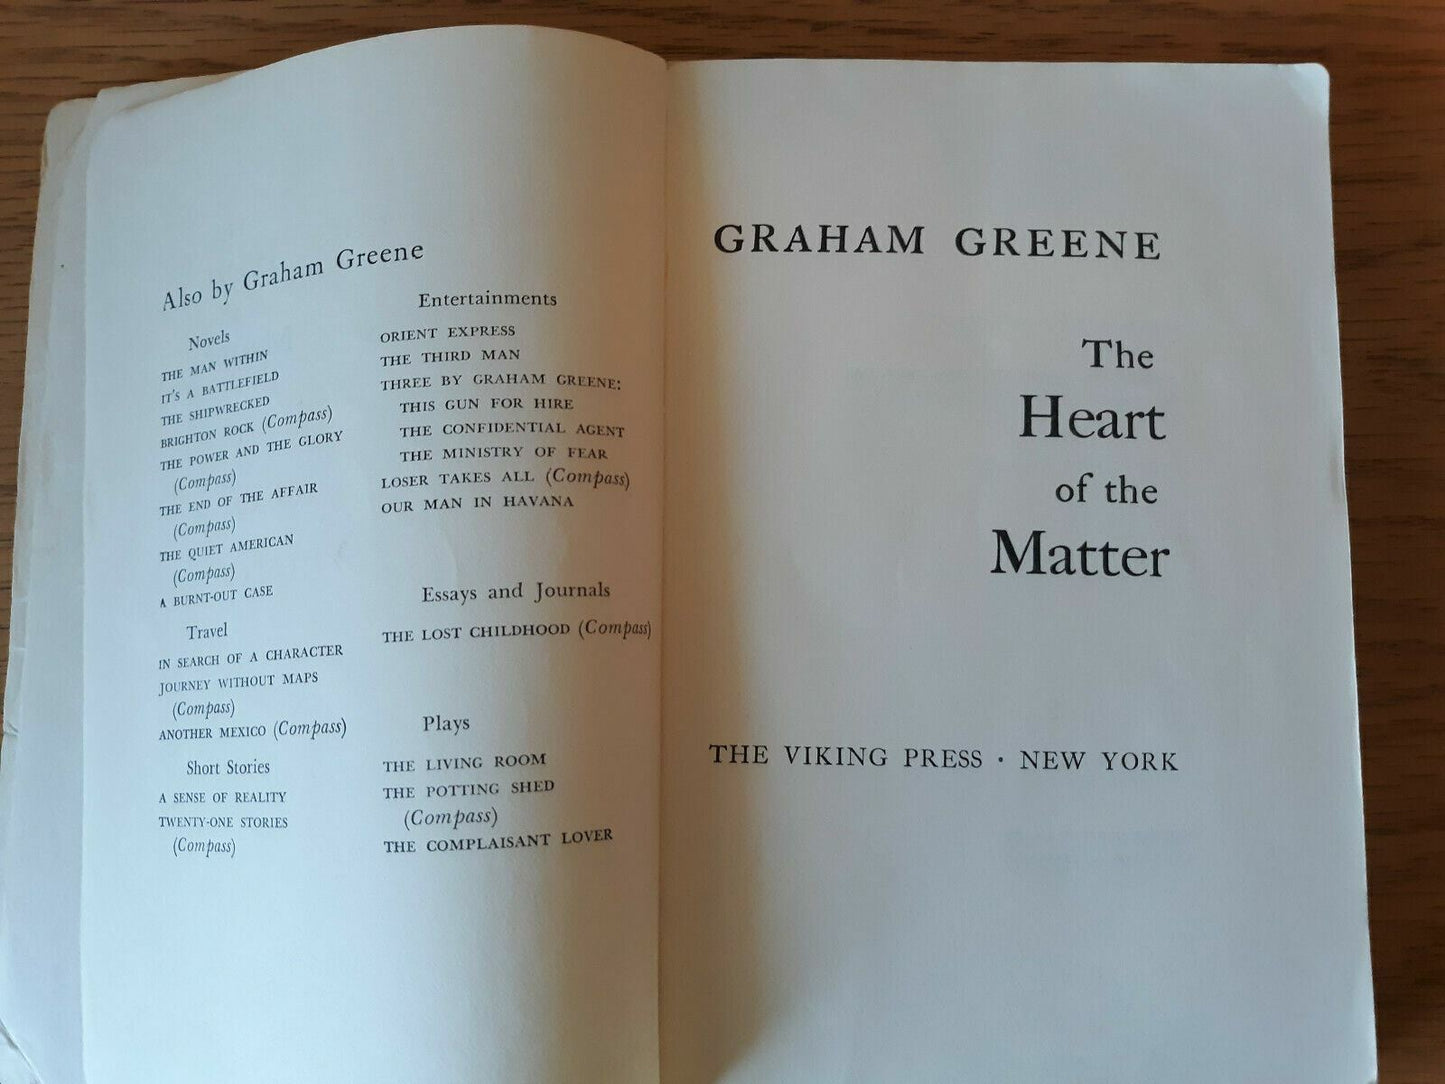 Also by Graham Greene
Novels
THE MAN WITHIN
IT'S A BATTLEFIELD
THE SHIPWRECKED
BRIGHTON ROCK (Compass)
THE POWER AND THE GLORY
(Compass)
THE END OF THE AFFAIR
(Compass)
THE QUIET AMERICAN
(Compass)
A BURNT-OUT CASE
Travel
IN SEARCH OF A CHARACTER
JOURNEY WITHOUT MAPS
(Compass)
ANOTHER MEXICO (Compass)
Short Stories
A SENSE OF REALITY
TWENTY-ONE STORIES
(Compass)
Entertainments
ORIENT EXPRESS
THE THIRD MAN
THREE BY GRAHAM GREENE:
THIS GUN FOR HIRE
THE CONFIDENTIAL AGENT
THE MINISTRY OF FEAR
LOSER TAKES ALL (Compass)
OUR MAN IN HAVANA
Essays and Journals
THE LOST CHILDHOOD (Compass)
Plays
THE LIVING ROOM
THE POTTING SHED
(Compass)
THE COMPLAISANT LOVER
GRAHAM GREENE
The
Heart
of the
Matter
THE VIKING PRESS · NEW YORK